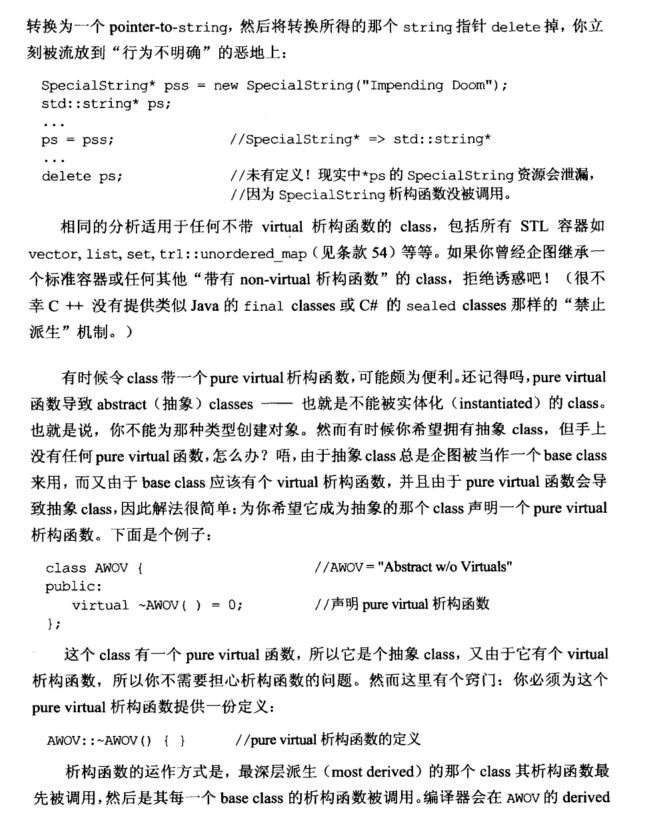 转换为一个 pointer-to-string，然后将转换所得的那个 string 指针 delete 掉，你立
刻被流放到“行为不明确”的恶地上：
SpecialString* pss = new SpecialString("Impending Doom");
std::string* ps;
...
ps = pss; //SpecialString* => std::string*
...
delete ps; //未有定义！现实中*ps 的 SpecialString 资源会泄漏，
//因为 SpecialString 析构函数没被调用。
相同的分析适用于任何不带 virtual 析构函数的 class，包括所有 STL 容器如
vector, list, set, tr1::unordered_map（见条款 54）等等。如果你曾经企图继承一
个标准容器或任何其他“带有 non-virtual 析构函数”的 class，拒绝诱惑吧！（很不
幸 C ++ 没有提供类似 Java 的 final classes 或 C# 的 sealed classes 那样的“禁止
派生”机制。）
有时候令 class 带一个 pure virtual 析构函数，可能颇为便利。还记得吗，pure virtual
函数导致 abstract（抽象）classes —— 也就是不能被实体化（instantiated）的 class。
也就是说，你不能为那种类型创建对象。然而有时候你希望拥有抽象 class，但手上
没有任何 pure virtual 函数，怎么办？唔，由于抽象 class 总是企图被当作一个 base class
来用，而又由于 base class 应该有个 virtual 析构函数，并且由于 pure virtual 函数会导
致抽象 class，因此解法很简单：为你希望它成为抽象的那个 class 声明一个 pure virtual
析构函数。下面是个例子：
class AWOV { //AWOV = "Abstract w/o Virtuals"
public:
virtual ~AWOV( ) = 0; //声明 pure virtual 析构函数
};
这个 class 有一个 pure virtual 函数，所以它是个抽象 class，又由于它有个 virtual
析构函数，所以你不需要担心析构函数的问题。然而这里有个窍门：你必须为这个
pure virtual 析构函数提供一份定义：
AWOV::~AWOV() { } //pure virtual 析构函数的定义
析构函数的运作方式是，最深层派生（most derived）的那个 class 其析构函数最
先被调用，然后是其每一个 base class 的析构函数被调用。编译器会在 AWOV 的 derived